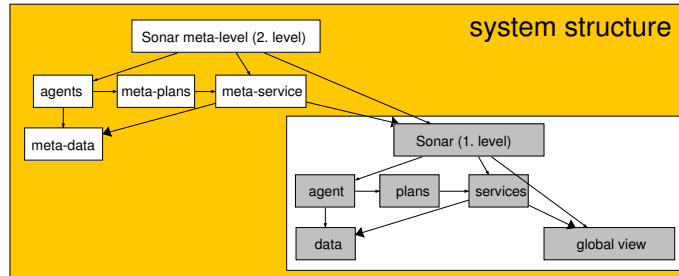 system structure
Sonar meta-level (2. level)
agents
meta-plans
meta-service
meta-data
Sonar (1. level)
agent
plans
services
data
global view